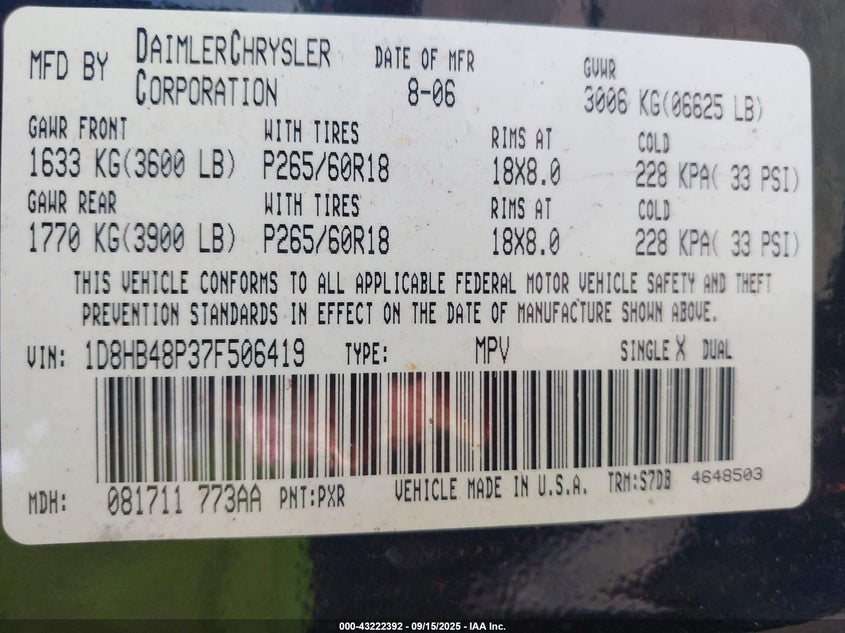 MFD BY DAIMLERCHRYSLER CORPORATION DATE OF MFR 8-06 GVWR 3006 KG(06625 LB)
GAWR FRONT WITH TIRES RIMS AT COLD
1633 KG(3600 LB) P265/60R18 18X8.0 228 KPA( 33 PSI)
GAWR REAR WITH TIRES RIMS AT COLD
1770 KG(3900 LB) P265/60R18 18X8.0 228 KPA( 33 PSI)
THIS VEHICLE CONFORMS TO ALL APPLICABLE FEDERAL MOTOR VEHICLE SAFETY AND THEFT
PREVENTION STANDARDS IN EFFECT ON THE DATE OF MANUFACTURE SHOWN ABOVE.
VIN: 1D8HB48P37F506419 TYPE: MPV SINGLE X DUAL
MDH: 081711 773AA PNT:PXR VEHICLE MADE IN U.S.A. TRM:S7DB 4648503
000-43222392 - 09/15/2025 - IAA Inc.